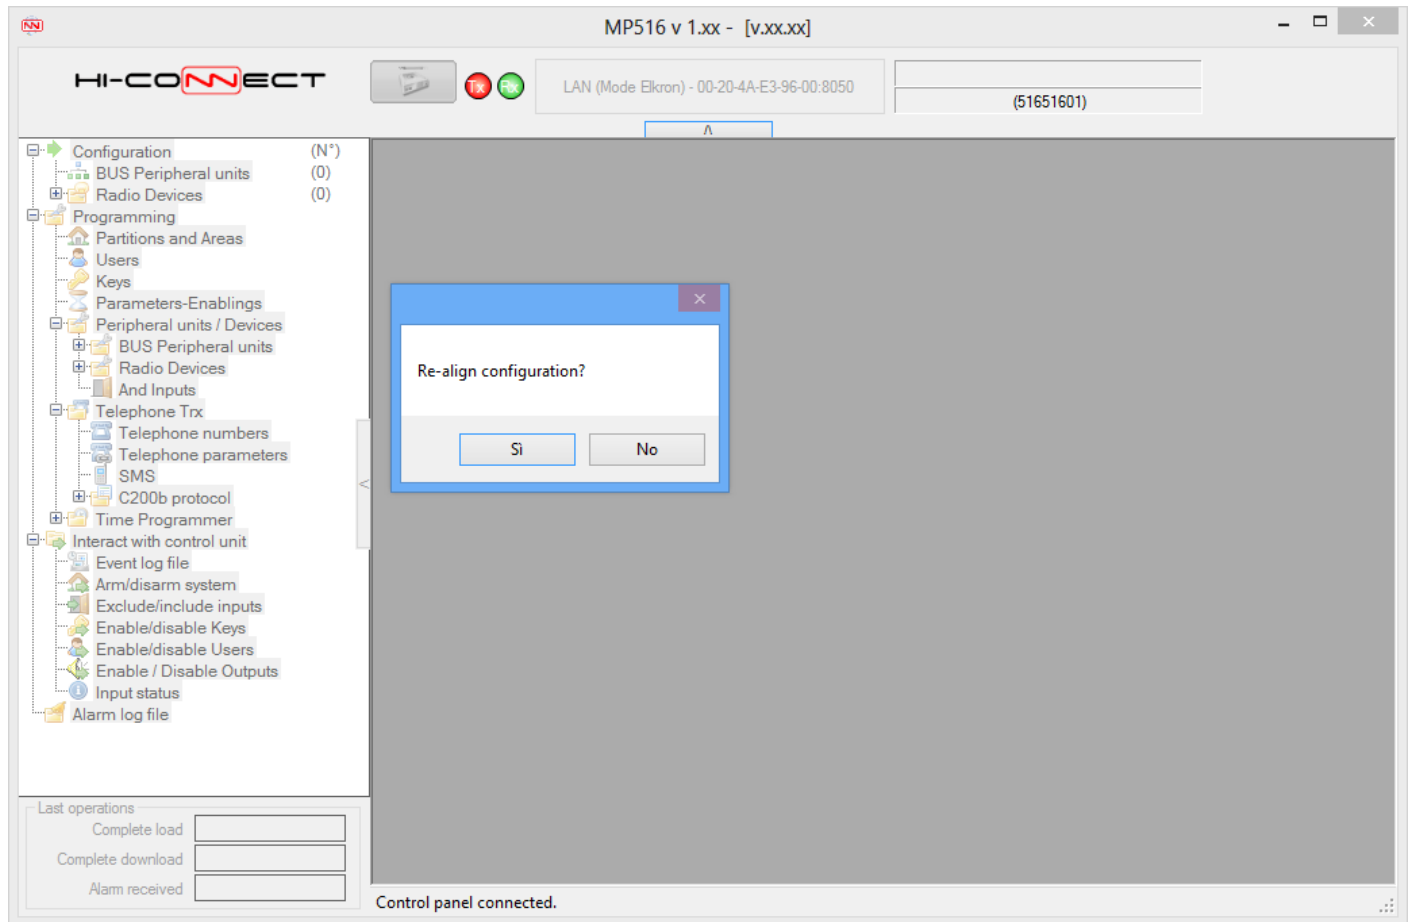 MP516 v 1.xx - [v.xx.xx]
HI-CONNECT
Tx Rx
LAN (Mode Elkron) - 00-20-4A-E3-96-00:8050
(51651601)
Configuration (N°)
BUS Peripheral units (0)
Radio Devices (0)
Programming
Partitions and Areas
Users
Keys
Parameters-Enablings
Peripheral units / Devices
BUS Peripheral units
Radio Devices
And Inputs
Telephone Trx
Telephone numbers
Telephone parameters
SMS
C200b protocol
Time Programmer
Interact with control unit
Event log file
Arm/disarm system
Exclude/include inputs
Enable/disable Keys
Enable/disable Users
Enable / Disable Outputs
Input status
Alarm log file
Re-align configuration?
Sì No
Last operations
Complete load
Complete download
Alarm received
Control panel connected.